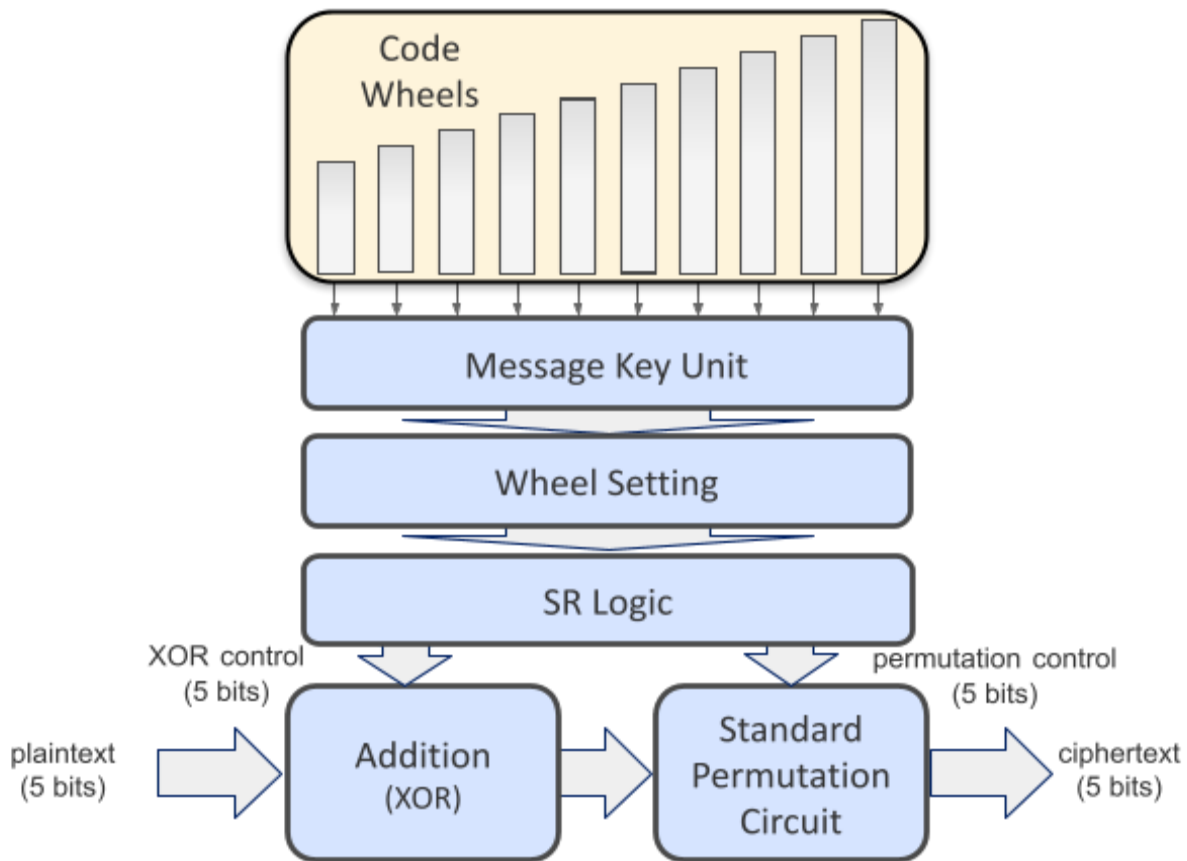 Code
Wheels
Message Key Unit
Wheel Setting
SR Logic
XOR control
(5 bits)
permutation control
(5 bits)
plaintext
(5 bits)
Addition
(XOR)
Standard
Permutation
Circuit
ciphertext
(5 bits)